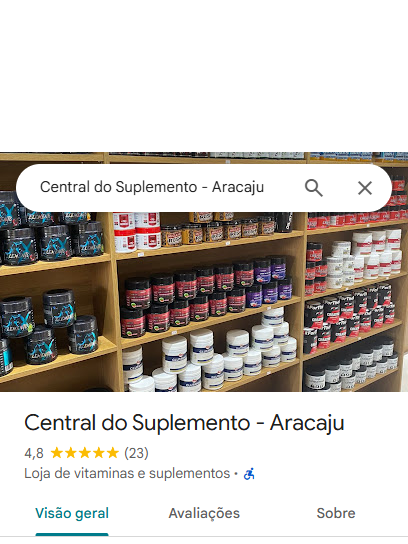 Central do Suplemento - Aracaju
Central do Suplemento - Aracaju
4,8 ★★★★★ (23)
Loja de vitaminas e suplementos ·
Visão geral Avaliações Sobre